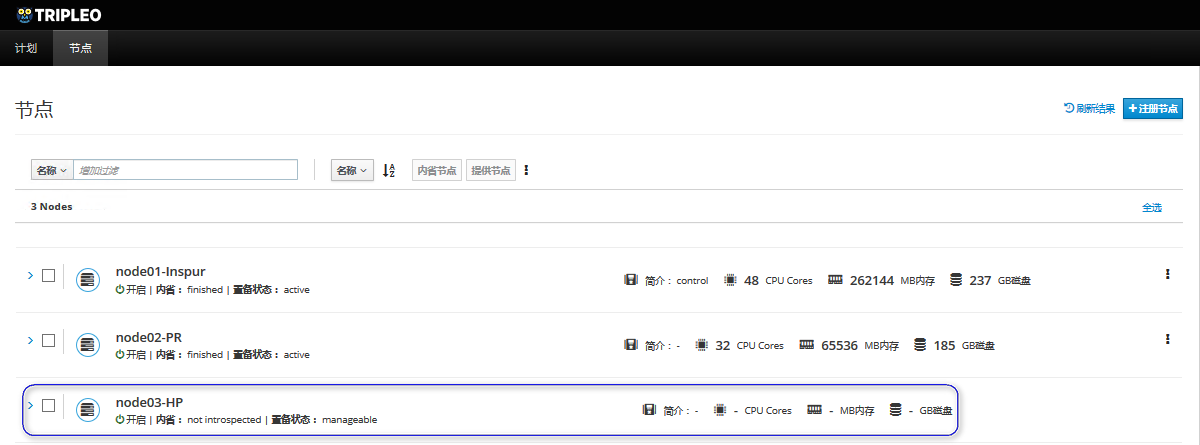 TRIPLEO
计划 节点
节点 刷新结果 注册节点
名称 增加过滤 名称 内省节点 提供节点
3 Nodes 全选
node01-Inspur
开启 | 内省： finished | 置备状态： active 简介： control 48 CPU Cores 262144 MB内存 237 GB磁盘
node02-PR
开启 | 内省： finished | 置备状态： active 简介： - 32 CPU Cores 65536 MB内存 185 GB磁盘
node03-HP
开启 | 内省： not introspected | 置备状态： manageable 简介： - - CPU Cores - MB内存 - GB磁盘